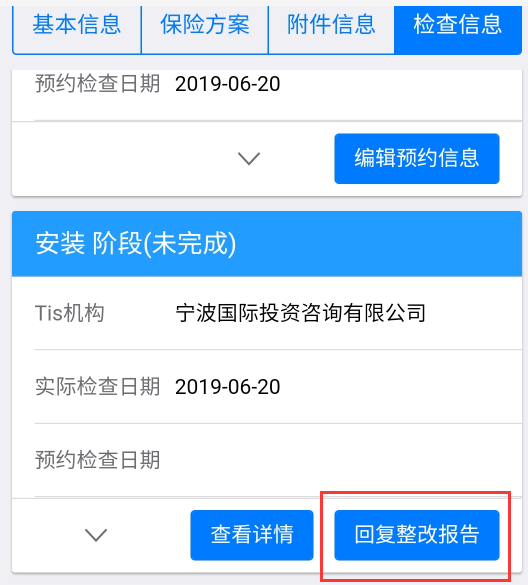 基本信息 保险方案 附件信息 检查信息
预约检查日期 2019-06-20
编辑预约信息
安装 阶段(未完成)
Tis机构 宁波国际投资咨询有限公司
实际检查日期 2019-06-20
预约检查日期
查看详情 回复整改报告